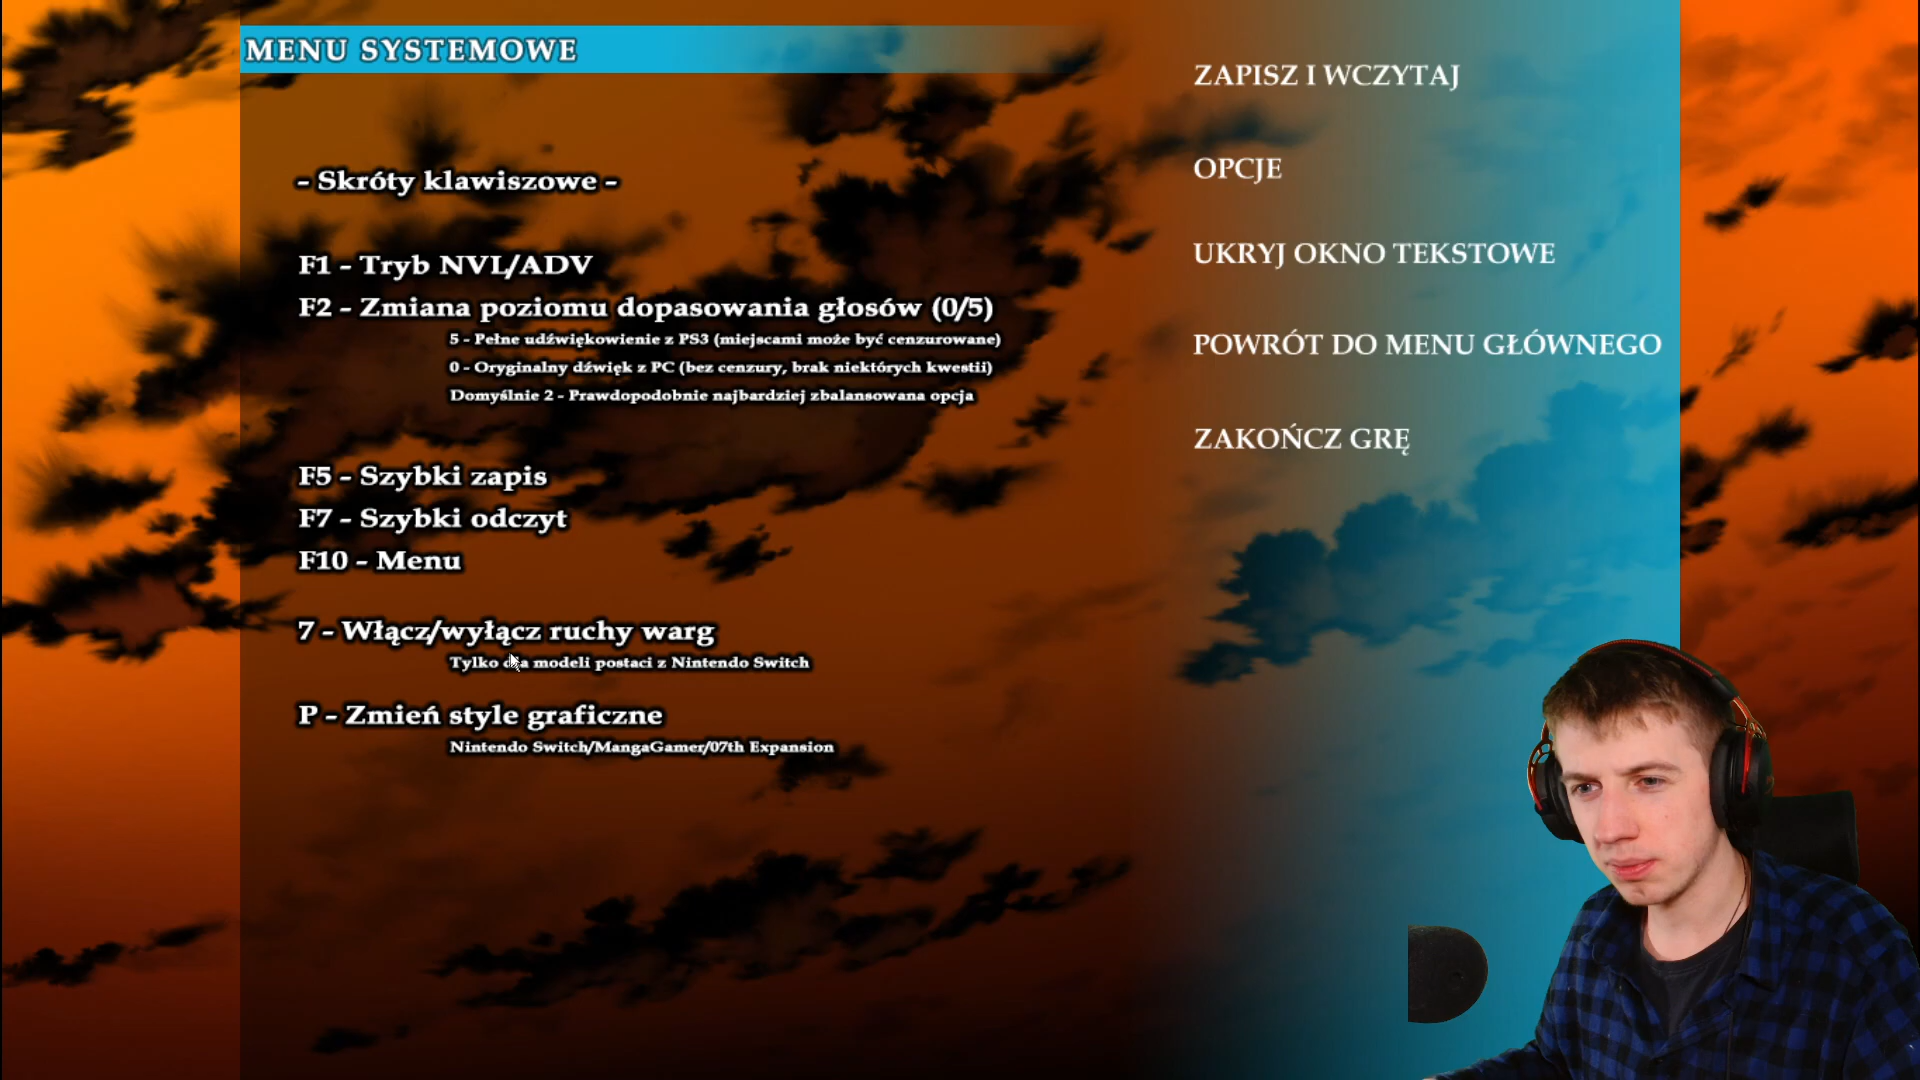 MENU SYSTEMOWE
- Skróty klawiszowe -
F1 - Tryb NVL/ADV
F2 - Zmiana poziomu dopasowania głosów (0/5)
5 - Pełne udźwiękowienie z PS3 (miejscami może być cenzurowane)
0 - Oryginalny dźwięk z PC (bez cenzury, brak niektórych kwestii)
Domyślnie 2 - Prawdopodobnie najbardziej zbalansowana opcja
F5 - Szybki zapis
F7 - Szybki odczyt
F10 - Menu
7 - Włącz/wyłącz ruchy warg
Tylko dla modeli postaci z Nintendo Switch
P - Zmień style graficzne
Nintendo Switch/MangaGamer/07th Expansion
ZAPISZ I WCZYTAJ
OPCJE
UKRYJ OKNO TEKSTOWE
POWRÓT DO MENU GŁÓWNEGO
ZAKOŃCZ GRĘ